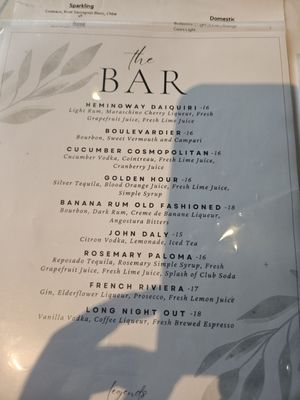 Sparkling
Domestic
the
BAR
HEMINGWAY DAIQUIRI -16
Light Rum, Maraschino Cherry Liqueur, Fresh
Grapefruit Juice, Fresh Lime Juice
BOULEVARDIER -16
Bourbon, Sweet Vermouth and Campari
CUCUMBER COSMOPOLITAN -16
Cucumber Vodka, Cointreau, Fresh Lime Juice,
Cranberry Juice
GOLDEN HOUR -16
Silver Tequila, Blood Orange Juice, Fresh Lime Juice,
Simple Syrup
BANANA RUM OLD FASHIONED -18
Bourbon, Dark Rum, Creme de Banane Liqueur,
Angostura Bitters
JOHN DALY -15
Citron Vodka, Lemonade, Iced Tea
ROSEMARY PALOMA -16
Reposado Tequila, Rosemary Simple Syrup, Fresh
Grapefruit Juice, Fresh Lime Juice, Splash of Club Soda
FRENCH RIVIERA -17
Gin, Elderflower Liqueur, Prosecco, Fresh Lemon Juice
LONG NIGHT OUT -18
Vanilla Vodka, Coffee Liqueur, Fresh Brewed Espresso
legends